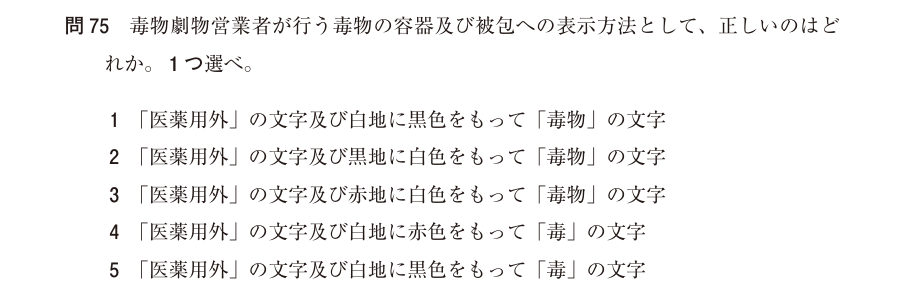 問75　毒物劇物営業者が行う毒物の容器及び被包への表示方法として、正しいのはど
れか。1つ選べ。
1　「医薬用外」の文字及び白地に黒色をもって「毒物」の文字
2　「医薬用外」の文字及び黒地に白色をもって「毒物」の文字
3　「医薬用外」の文字及び赤地に白色をもって「毒物」の文字
4　「医薬用外」の文字及び白地に赤色をもって「毒」の文字
5　「医薬用外」の文字及び白地に黒色をもって「毒」の文字